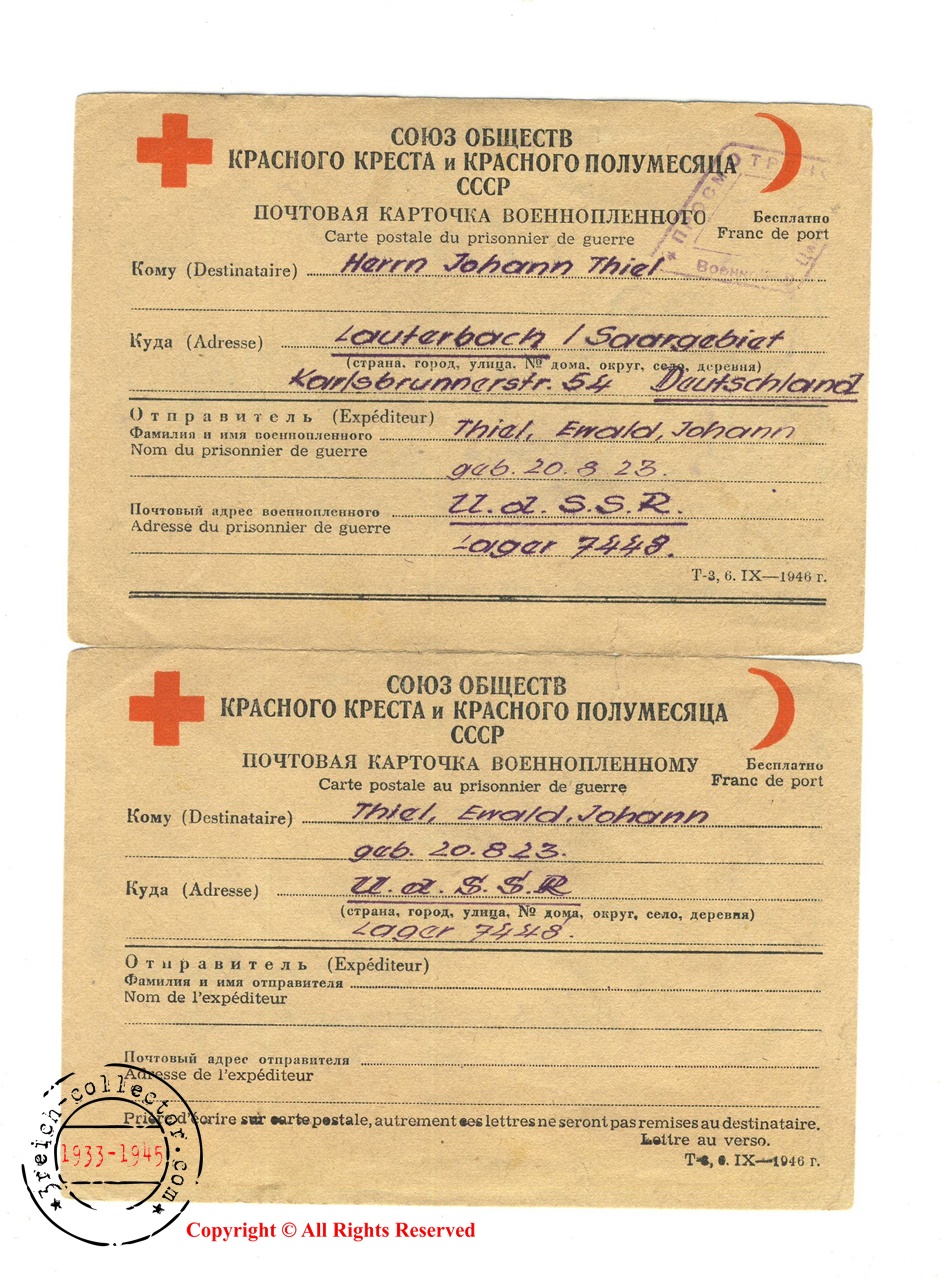 СОЮЗ ОБЩЕСТВ
КРАСНОГО КРЕСТА и КРАСНОГО ПОЛУМЕСЯЦА
СССР
ПОЧТОВАЯ КАРТОЧКА ВОЕННОПЛЕННОГО
Бесплатно
Carte postale du prisonnier de guerre
Franc de port
Кому (Destinataire) Herrn Johann Thiel
Куда (Adresse) Lauterbach / Saargebiet
(страна, город, улица, № дома, округ, село, деревня)
Karlsbrunnerstr. 54 Deutschland
Отправитель (Expéditeur)
Фамилия и имя военнопленного Thiel, Ewald, Johann
Nom du prisonnier de guerre
geb. 20.8 23.
Почтовый адрес военнопленного U. d. S.S.R.
Adresse du prisonnier de guerre
Lager 7448.
Т-3, 6. IX—1946 г.
СОЮЗ ОБЩЕСТВ
КРАСНОГО КРЕСТА и КРАСНОГО ПОЛУМЕСЯЦА
СССР
ПОЧТОВАЯ КАРТОЧКА ВОЕННОПЛЕННОМУ
Бесплатно
Carte postale au prisonnier de guerre
Franc de port
Кому (Destinataire) Thiel, Ewald, Johann
geb. 20.8 23.
Куда (Adresse) U. d. S. S. R
(страна, город, улица, № дома, округ, село, деревня)
Lager 7448.
Отправитель (Expéditeur)
Фамилия и имя отправителя
Nom de l'expéditeur
Почтовый адрес отправителя
Adresse de l'expéditeur
Prière d'écrire sur carte postale, autrement ces lettres ne seront pas remises au destinataire.
Lettre au verso.
Т-3, 6. IX—1946 г.
3reich-collector.com
1933-1945
Copyright © All Rights Reserved